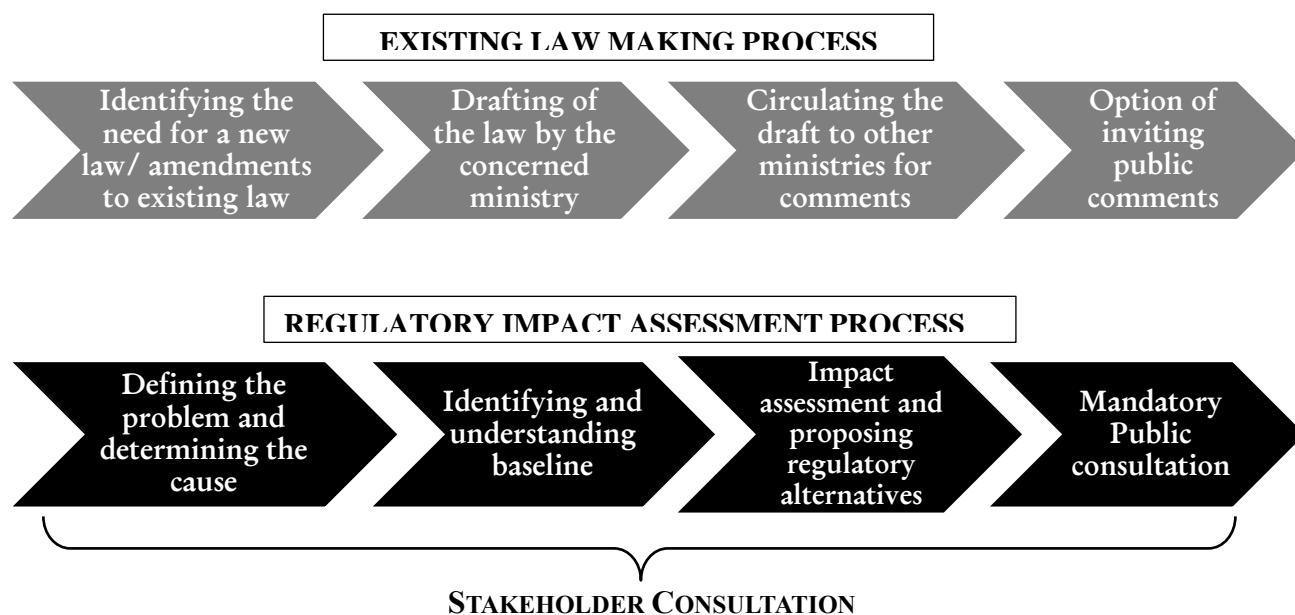 EXISTING LAW MAKING PROCESS
Identifying the
need for a new
law/ amendments
to existing law
Drafting of
the law by the
concerned
ministry
Circulating the
draft to other
ministries for
comments
Option of
inviting
public
comments
REGULATORY IMPACT ASSESSMENT PROCESS
Defining the
problem and
determining the
cause
Identifying and
understanding
baseline
Impact
assessment and
proposing
regulatory
alternatives
Mandatory
Public
consultation
STAKEHOLDER CONSULTATION